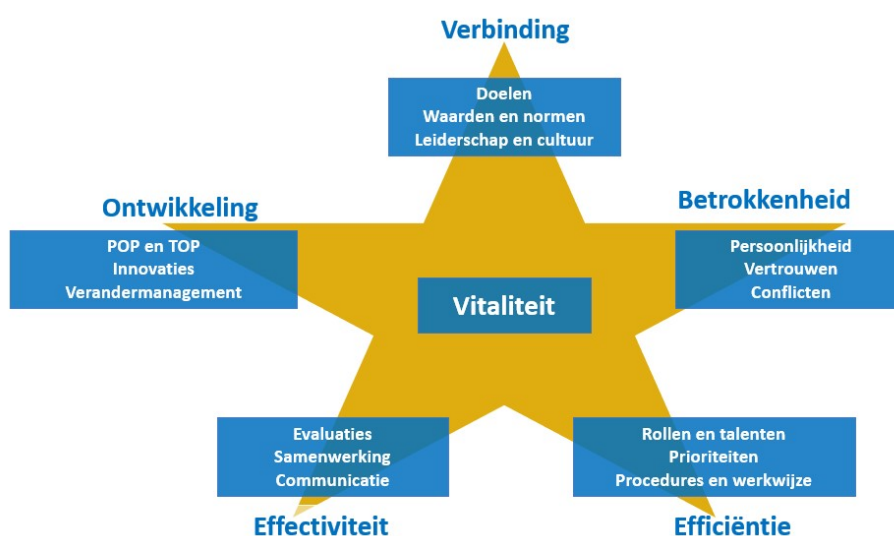 Verbinding
Doelen
Waarden en normen
Leiderschap en cultuur
Ontwikkeling
POP en TOP
Innovaties
Verandermanagement
Betrokkenheid
Persoonlijkheid
Vertrouwen
Conflicten
Vitaliteit
Evaluaties
Samenwerking
Communicatie
Effectiviteit
Rollen en talenten
Prioriteiten
Procedures en werkwijze
Efficiëntie